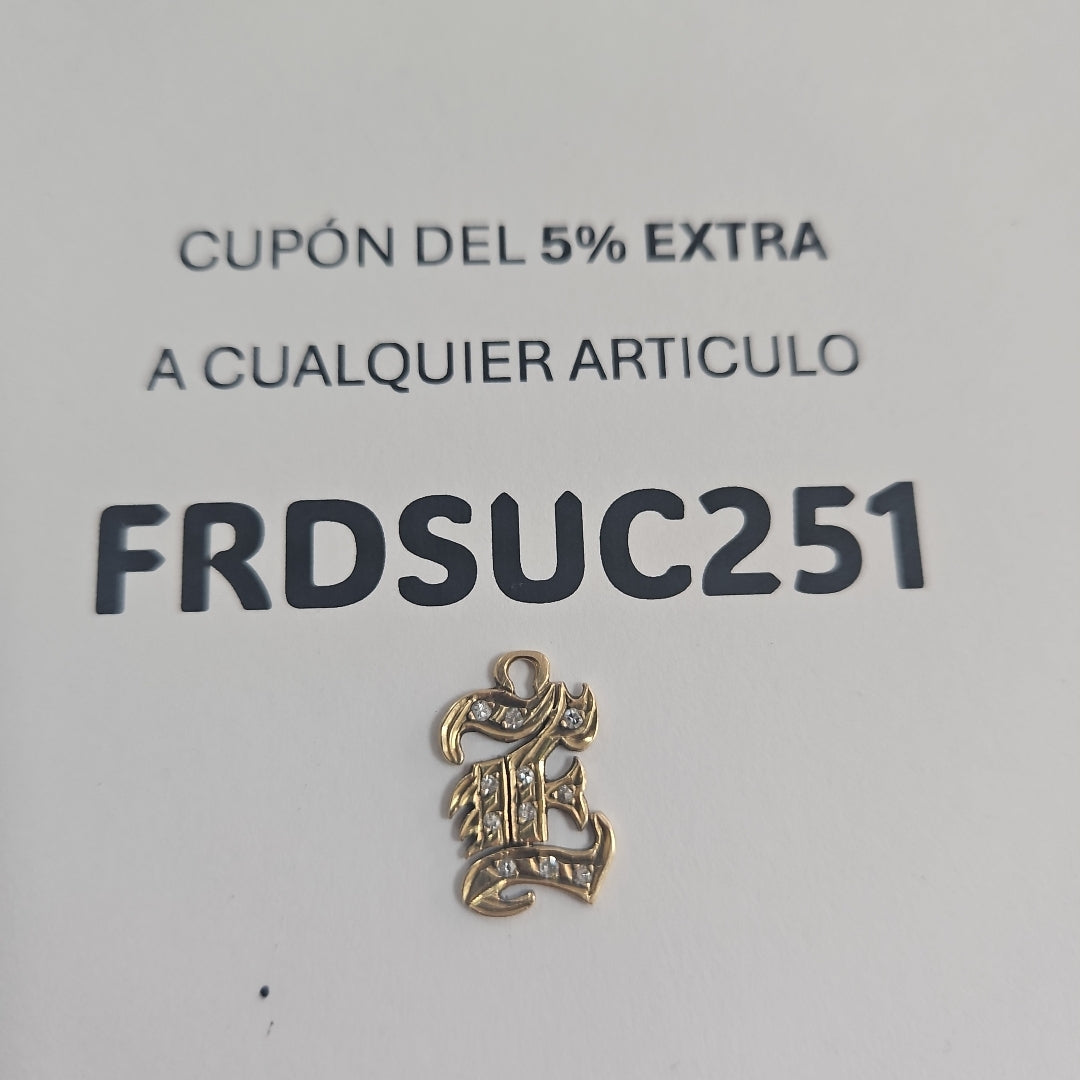 CUPÓN DEL 5% EXTRA
A CUALQUIER ARTICULO
FRDSUC251
E